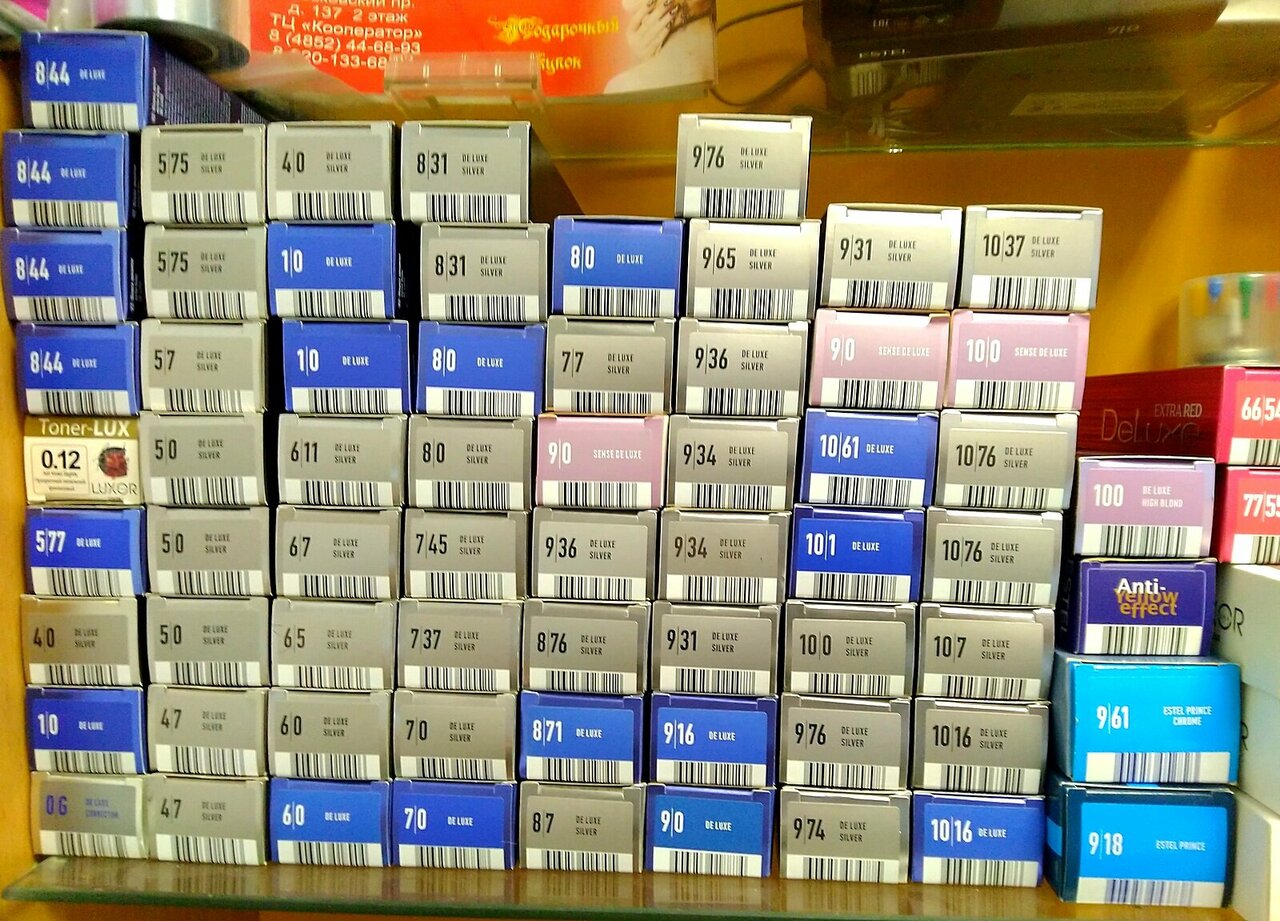 д. 137 2 этаж
ТЦ «Кооператор»
8 (4852) 44-68-93
Подарочный
ESTEL
8|44 DE LUXE
8|44 DE LUXE
5|75 DE LUXE SILVER
4|0 DE LUXE SILVER
8|31 DE LUXE SILVER
9|76 DE LUXE SILVER
8|44 DE LUXE
5|75 DE LUXE SILVER
1|0 DE LUXE
8|31 DE LUXE SILVER
8|0 DE LUXE
9|65 DE LUXE SILVER
9|31 DE LUXE SILVER
10|37 DE LUXE SILVER
8|44 DE LUXE
5|7 DE LUXE SILVER
1|0 DE LUXE
8|0 DE LUXE
7|7 DE LUXE SILVER
9|36 DE LUXE SILVER
9|0 SENSE DE LUXE
10|0 SENSE DE LUXE
Toner-LUX
0.12
LUXOR
5|0 DE LUXE SILVER
6|11 DE LUXE SILVER
8|0 DE LUXE SILVER
9|0 SENSE DE LUXE
9|34 DE LUXE SILVER
10|61 DE LUXE
10|76 DE LUXE SILVER
EXTRA RED
DeLuxe
66|54
5|77 DE LUXE
5|0 DE LUXE SILVER
6|7 DE LUXE SILVER
7|45 DE LUXE SILVER
9|36 DE LUXE SILVER
9|34 DE LUXE SILVER
10|1 DE LUXE
10|76 DE LUXE SILVER
100 DE LUXE HIGH BLOND
77|55
4|0 DE LUXE SILVER
5|0 DE LUXE SILVER
6|5 DE LUXE SILVER
7|37 DE LUXE SILVER
8|76 DE LUXE SILVER
9|31 DE LUXE SILVER
10|0 DE LUXE SILVER
10|7 DE LUXE SILVER
Anti-
Yellow
effect
1|0 DE LUXE
4|7 DE LUXE SILVER
6|0 DE LUXE SILVER
7|0 DE LUXE SILVER
8|71 DE LUXE
9|16 DE LUXE
9|76 DE LUXE SILVER
10|16 DE LUXE SILVER
9|61 ESTEL PRINCE CHROME
0G DE LUXE CORRECTOR
4|7 DE LUXE SILVER
6|0 DE LUXE
7|0 DE LUXE
8|7 DE LUXE SILVER
9|0 DE LUXE
9|74 DE LUXE SILVER
10|16 DE LUXE
9|18 ESTEL PRINCE